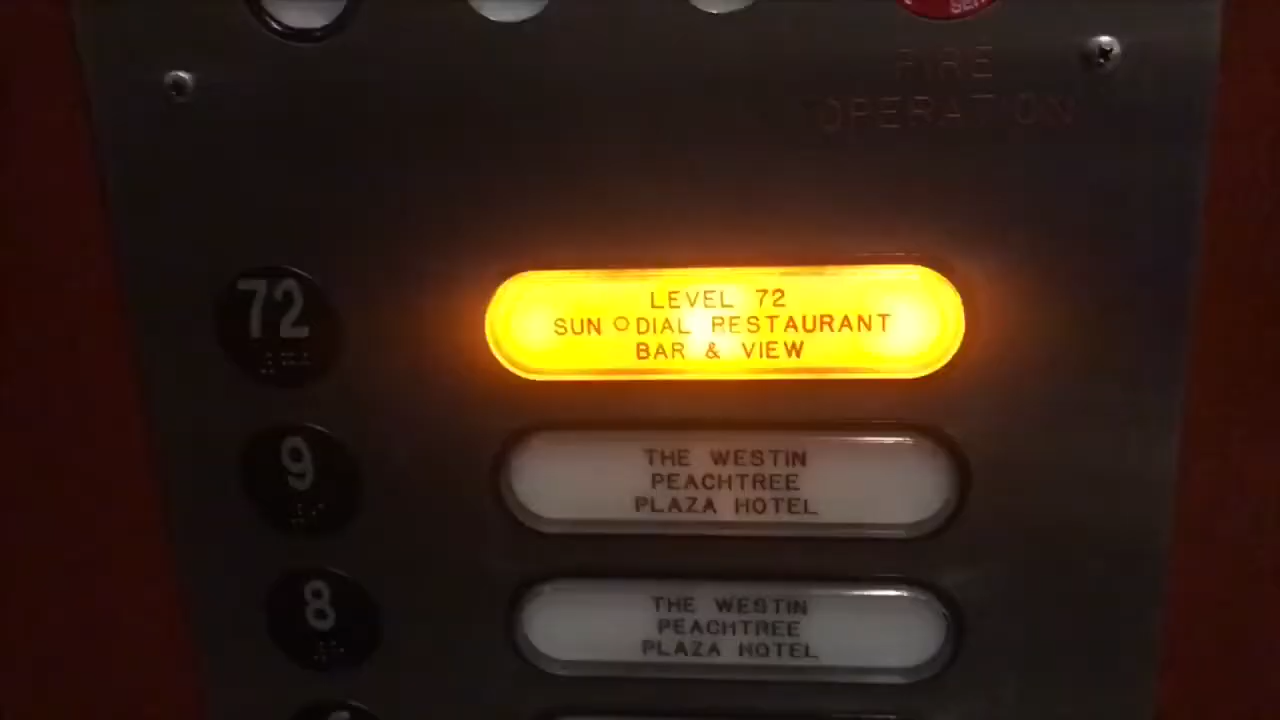 FIRE
OPERATION
72
LEVEL 72
SUN DIAL RESTAURANT
BAR & VIEW
9
THE WESTIN
PEACHTREE
PLAZA HOTEL
8
THE WESTIN
PEACHTREE
PLAZA HOTEL